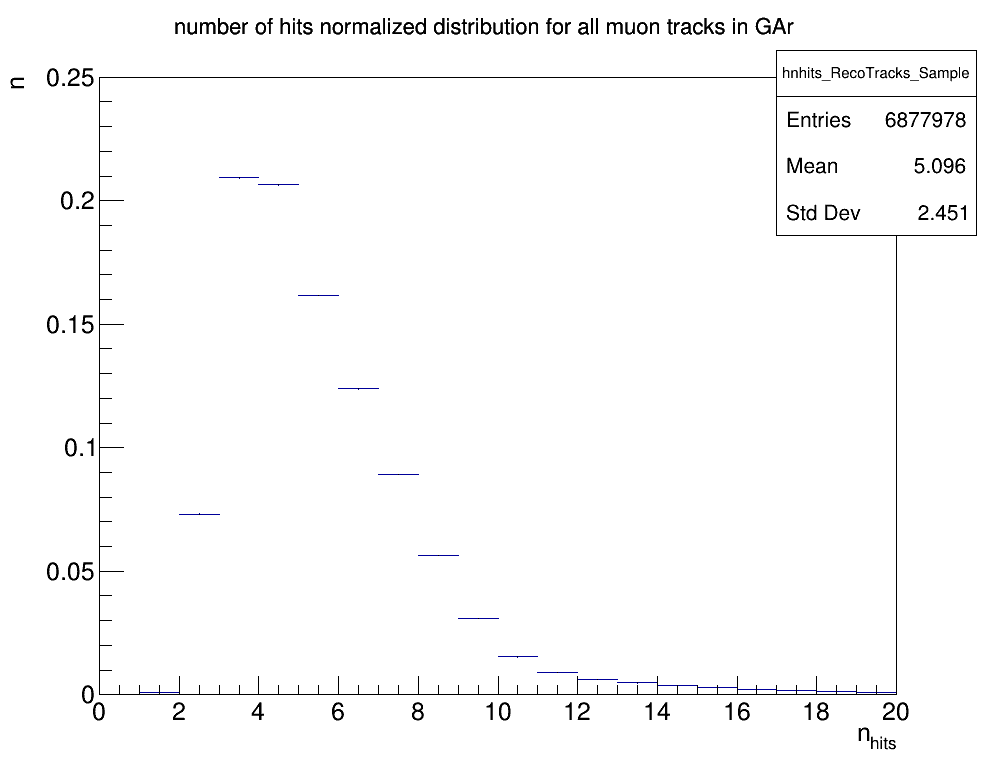 number of hits normalized distribution for all muon tracks in GAr
hnhits_RecoTracks_Sample
Entries 6877978
Mean 5.096
Std Dev 2.451
n
0.25
0.2
0.15
0.1
0.05
0
0 2 4 6 8 10 12 14 16 18 20
n_hits